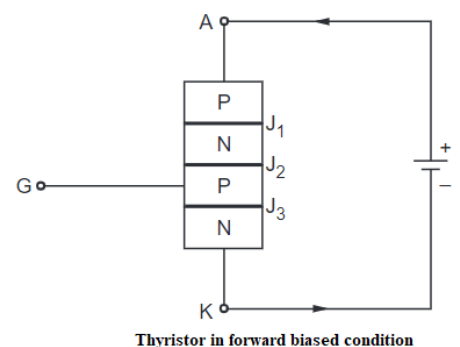 A
P
J1
N
+
J2
G
P
–
J3
N
K
Thyristor in forward biased condition